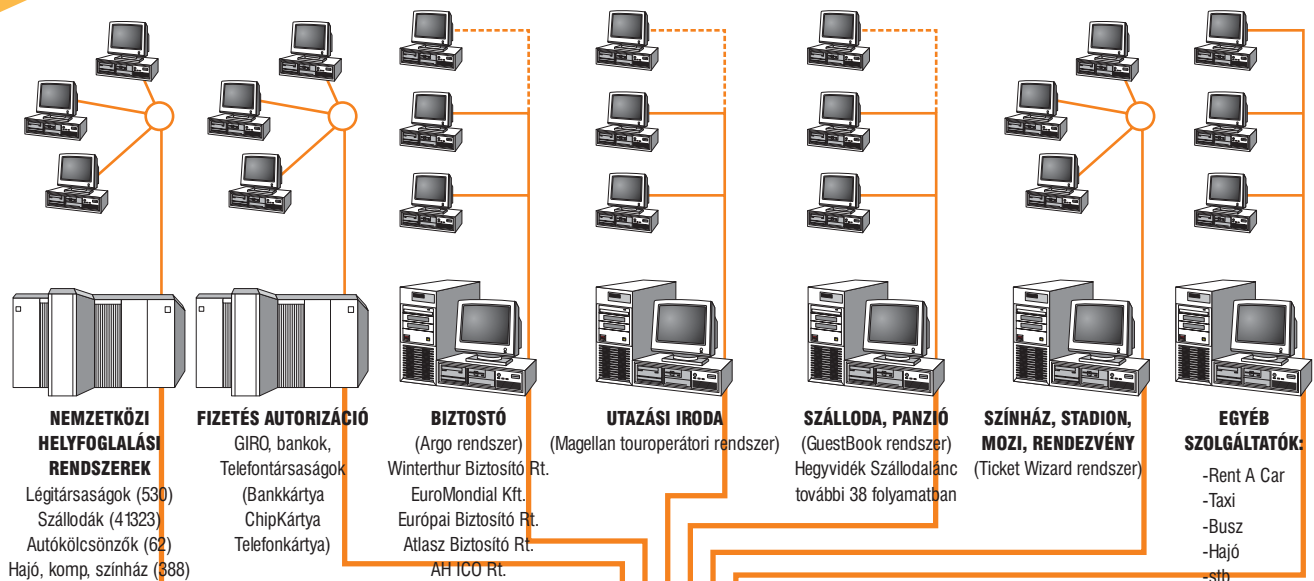 NEMZETKÖZI
HELYFOGLALÁSI
RENDSZEREK
Légitársaságok (530)
Szállodák (41323)
Autókölcsönzők (62)
Hajó, komp, színház (388)
FIZETÉS AUTORIZÁCIÓ
GIRO, bankok,
Telefontársaságok
(Bankkártya
ChipKártya
Telefonkártya)
BIZTOSTÓ
(Argo rendszer)
Winterthur Biztosító Rt.
EuroMondial Kft.
Európai Biztosító Rt.
Atlasz Biztosító Rt.
AH ICO Rt.
UTAZÁSI IRODA
(Magellan touroperátori rendszer)
SZÁLLODA, PANZIÓ
(GuestBook rendszer)
Hegyvidék Szállodalánc
további 38 folyamatban
SZÍNHÁZ, STADION,
MOZI, RENDEZVÉNY
(Ticket Wizard rendszer)
EGYÉB
SZOLGÁLTATÓK:
-Rent A Car
-Taxi
-Busz
-Hajó
-stb